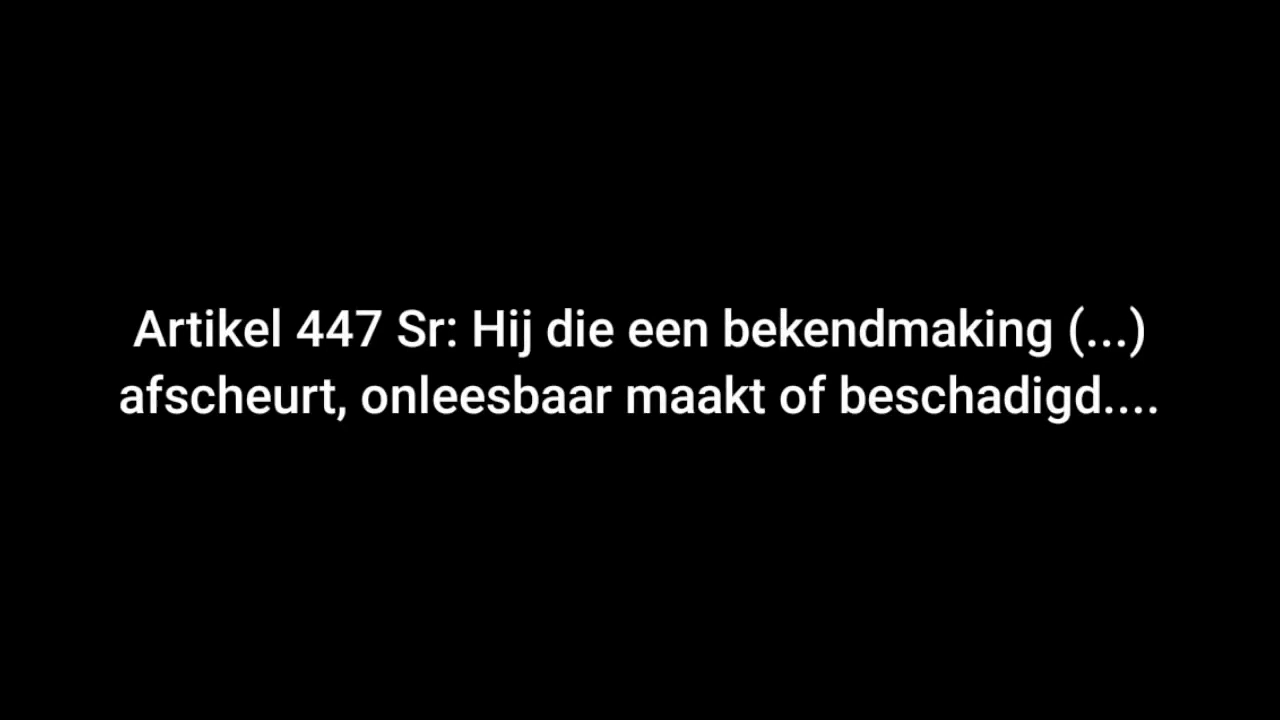 Artikel 447 Sr: Hij die een bekendmaking (...)
afscheurt, onleesbaar maakt of beschadigd....